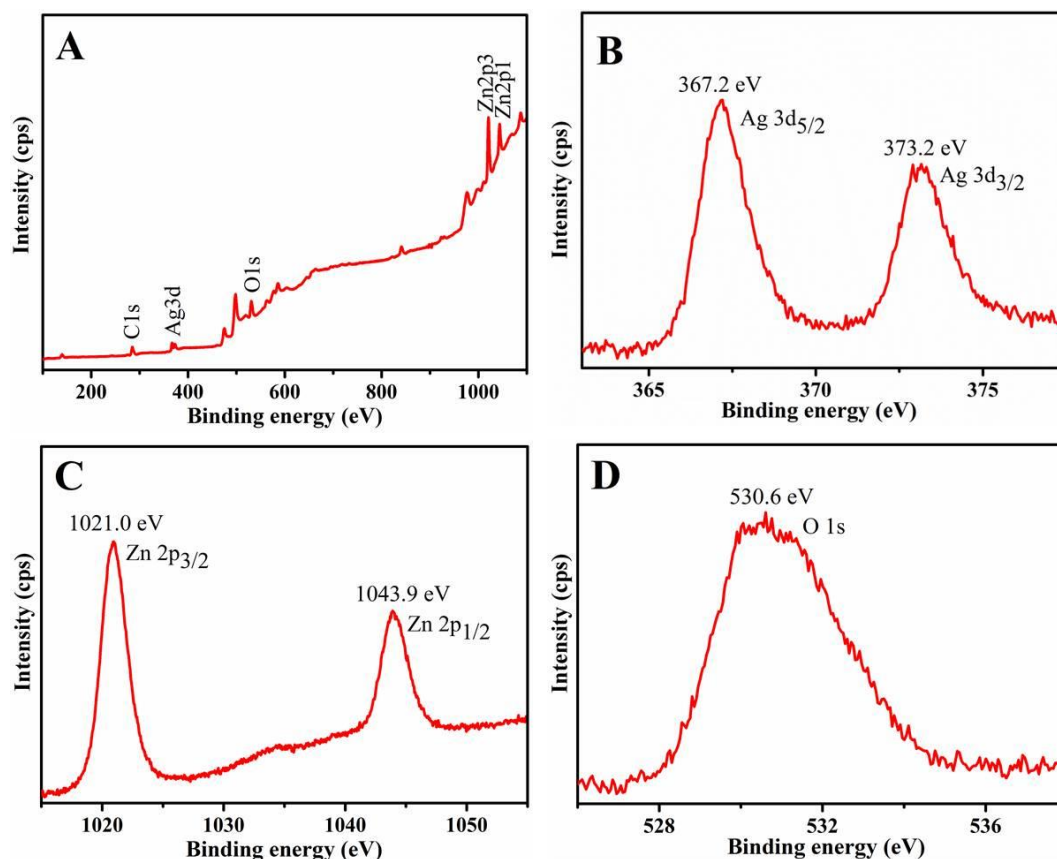 A
Intensity (cps)
C1s
Ag3d
O1s
Zn2p3
Zn2p1
200 400 600 800 1000
Binding energy (eV)
B
Intensity (cps)
367.2 eV
Ag 3d5/2
373.2 eV
Ag 3d3/2
365 370 375
Binding energy (eV)
C
Intensity (cps)
1021.0 eV
Zn 2p3/2
1043.9 eV
Zn 2p1/2
1020 1030 1040 1050
Binding energy (eV)
D
Intensity (cps)
530.6 eV
O 1s
528 532 536
Binding energy (eV)